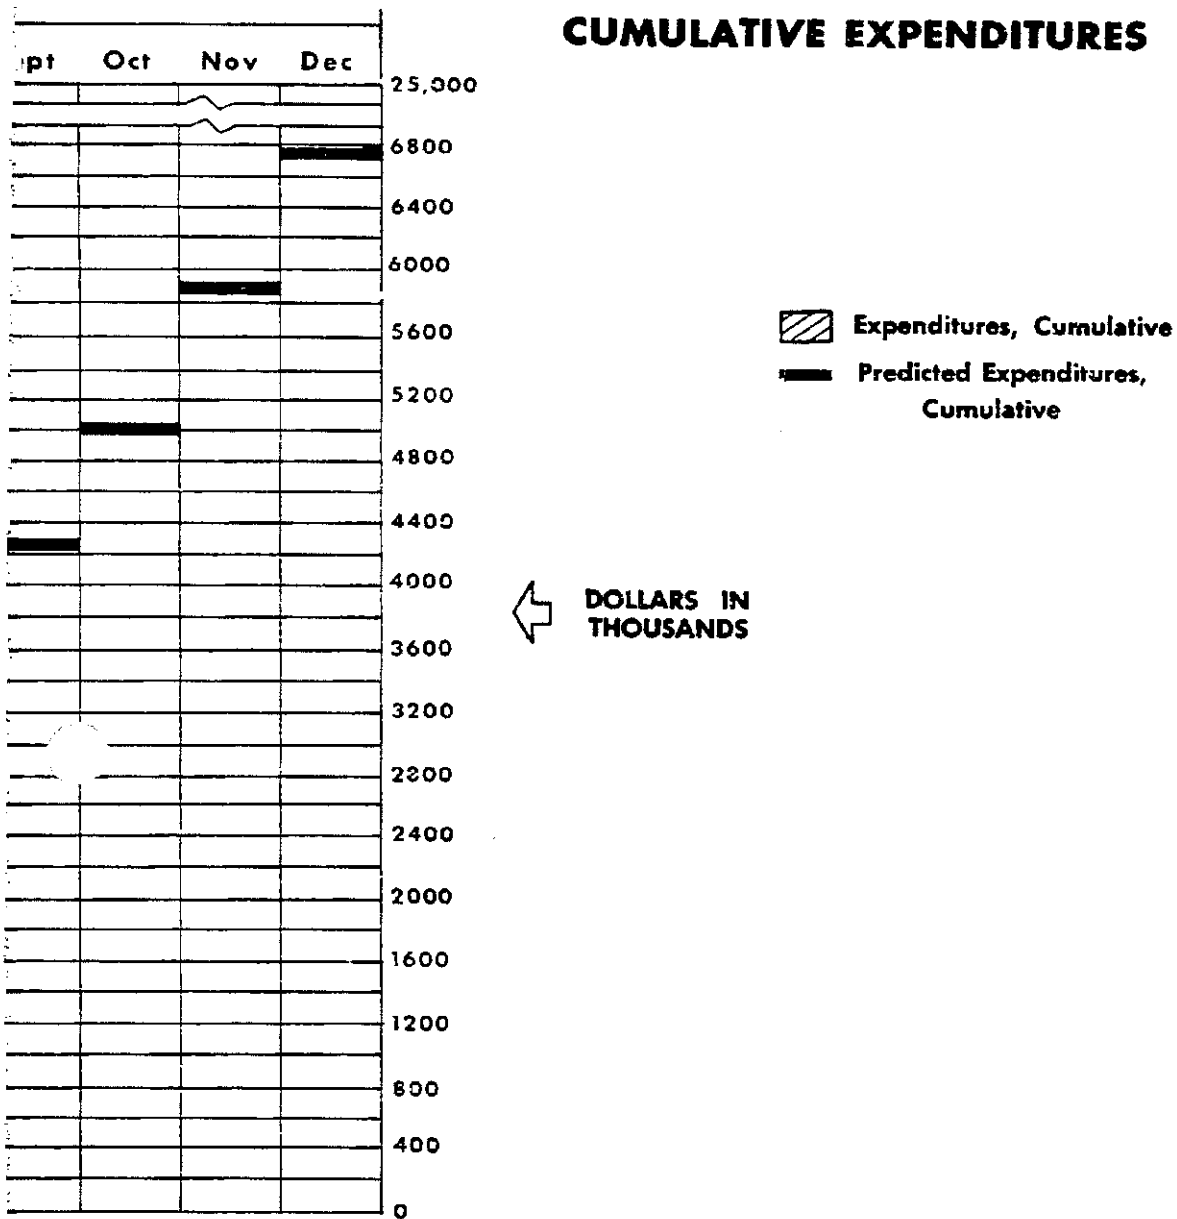 CUMULATIVE EXPENDITURES
pt Oct Nov Dec
25,000
6800
6400
6000
5600
5200
4800
4400
4000
3600
3200
2800
2400
2000
1600
1200
800
400
0
Expenditures, Cumulative
Predicted Expenditures,
Cumulative
DOLLARS IN
THOUSANDS